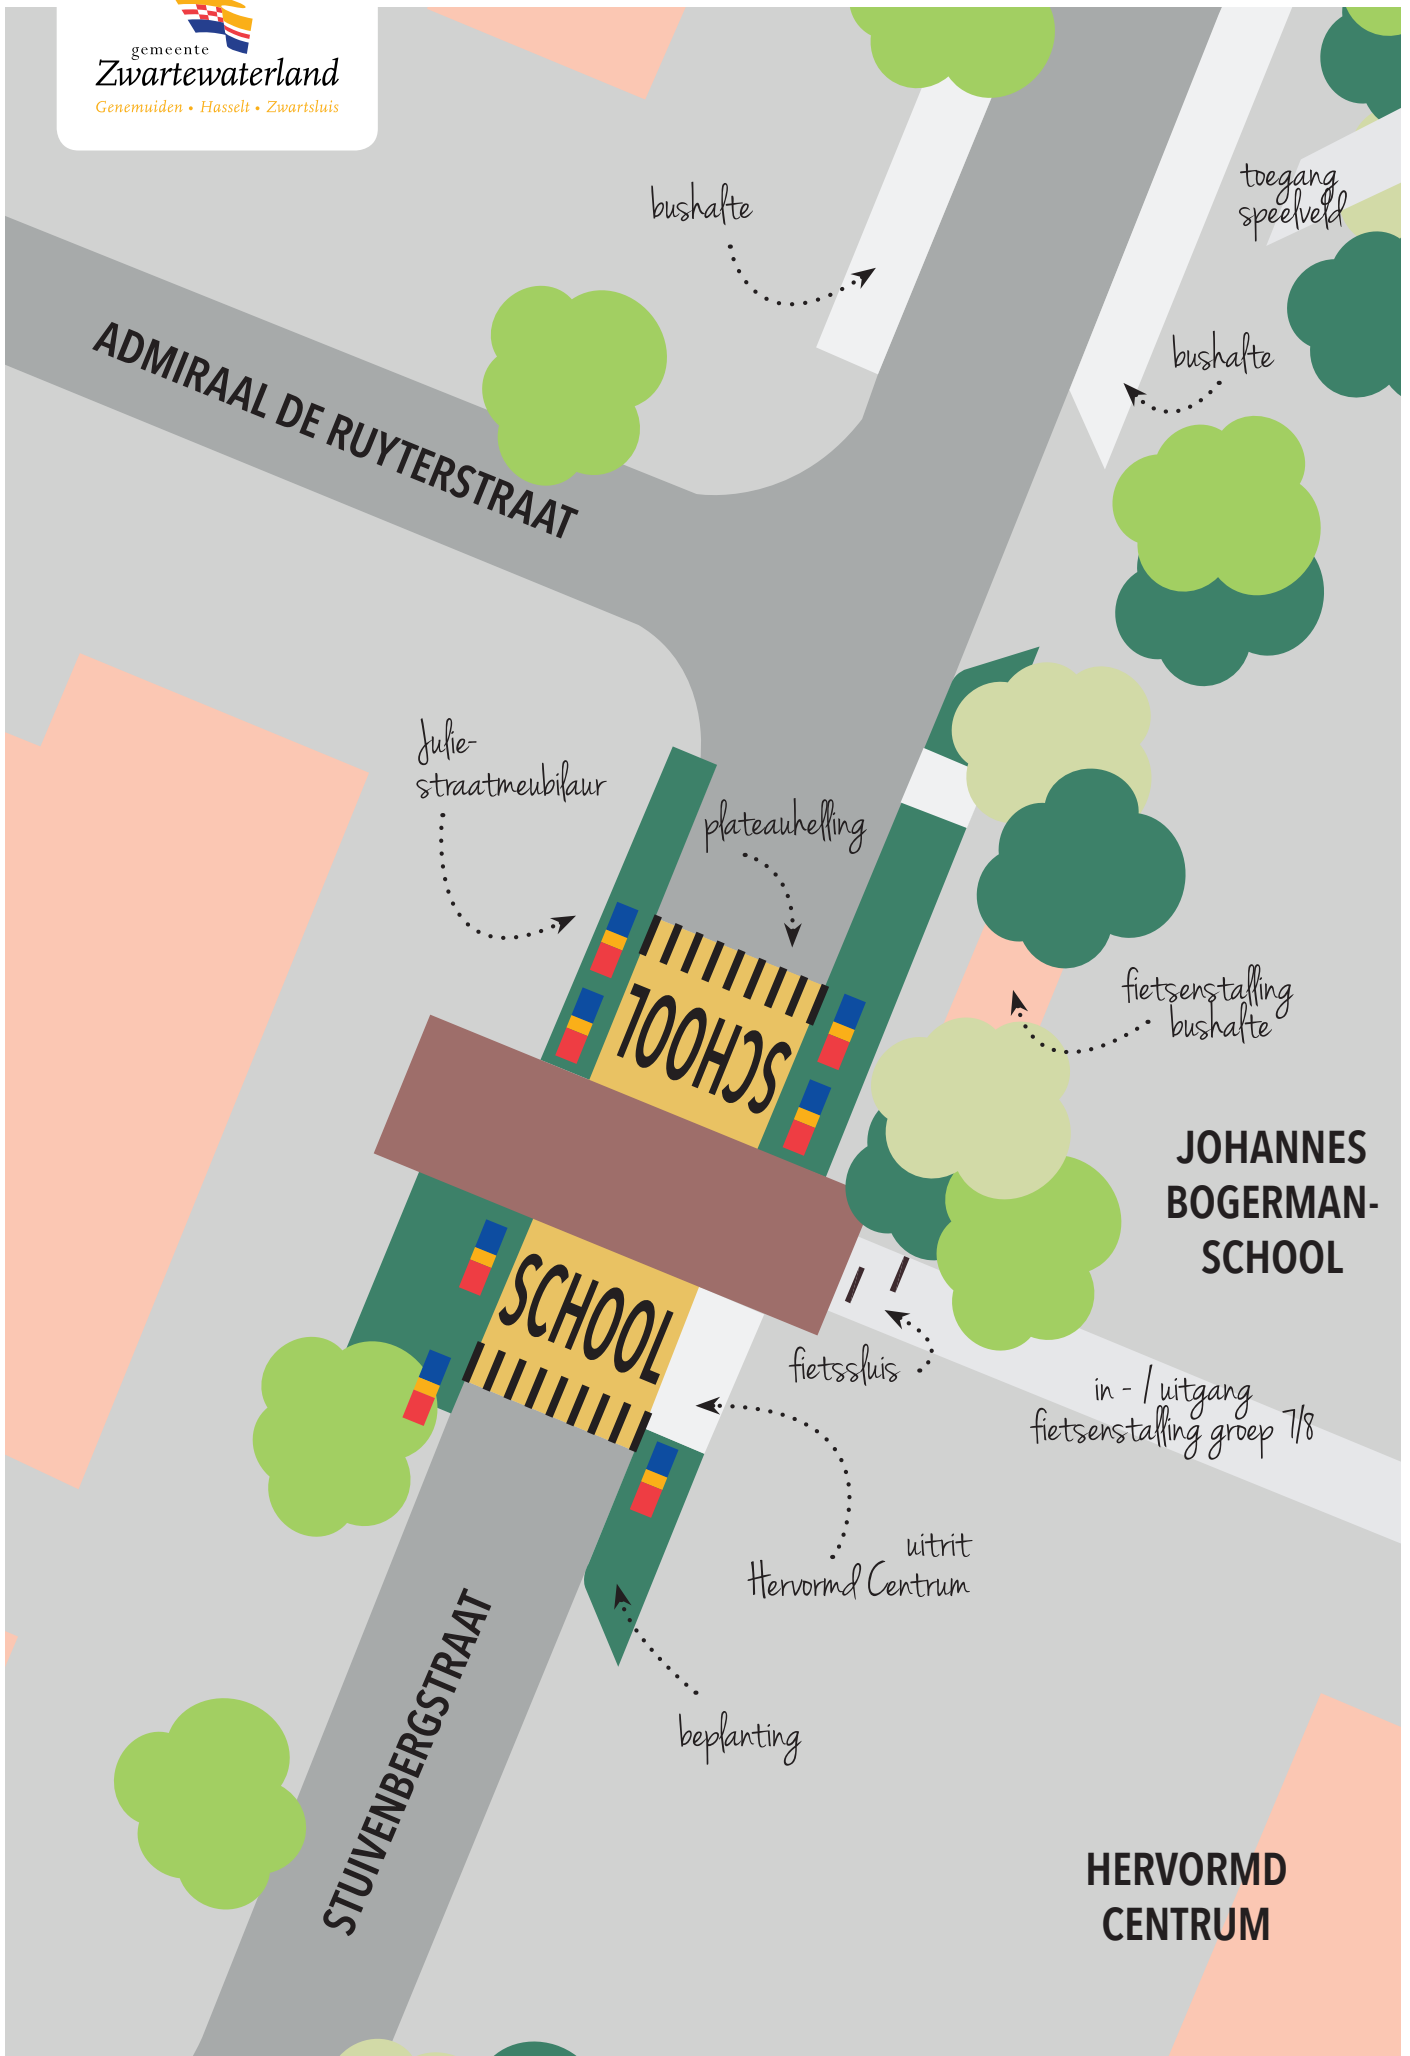 gemeente
Zwartewaterland
Genemuiden • Hasselt • Zwartsluis
bushalte
toegang
speelveld
bushalte
ADMIRAAL DE RUYTERSTRAAT
Julie-
straatmeubilaur
plateauhelling
SCHOOL
fietsenstalling
bushalte
JOHANNES
BOGERMAN-
SCHOOL
SCHOOL
fietssluis
in - / uitgang
fietsenstalling groep 7/8
uitrit
Hervormd Centrum
STUIVENBERGSTRAAT
beplanting
HERVORMD
CENTRUM